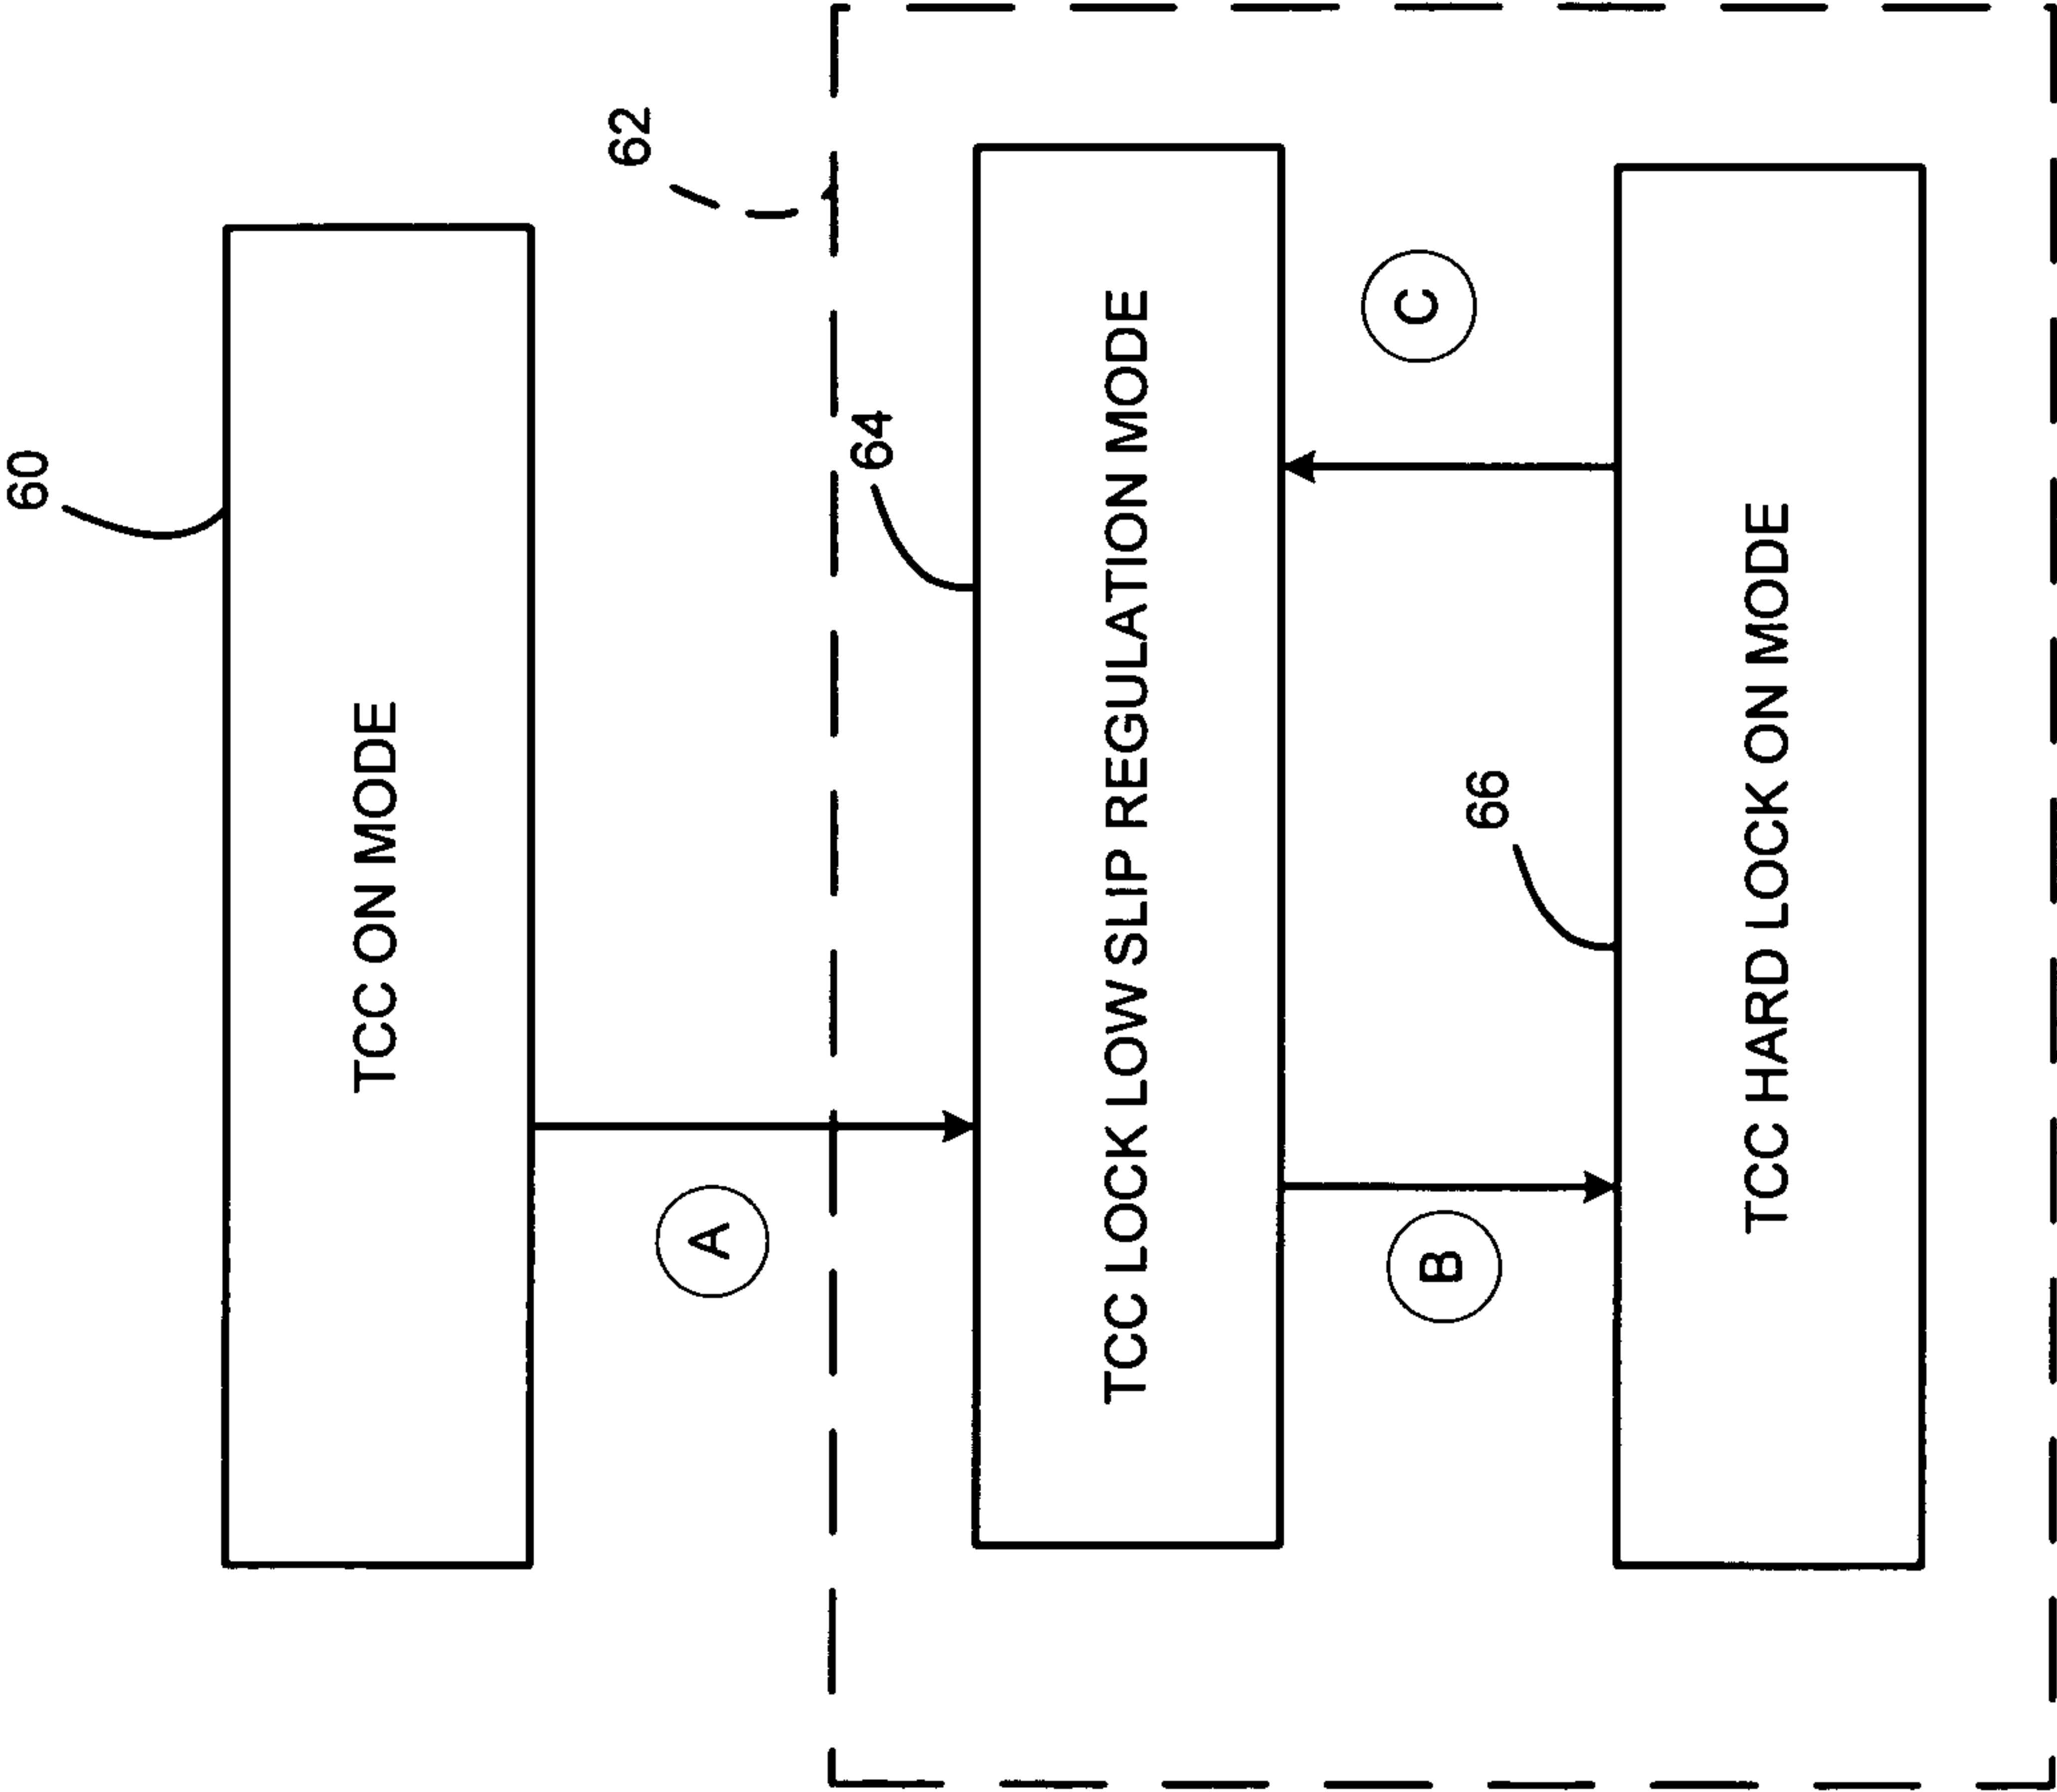 60
TCC ON MODE
A
62
64
TCC LOCK LOW SLIP REGULATION MODE
B
C
66
TCC HARD LOCK ON MODE